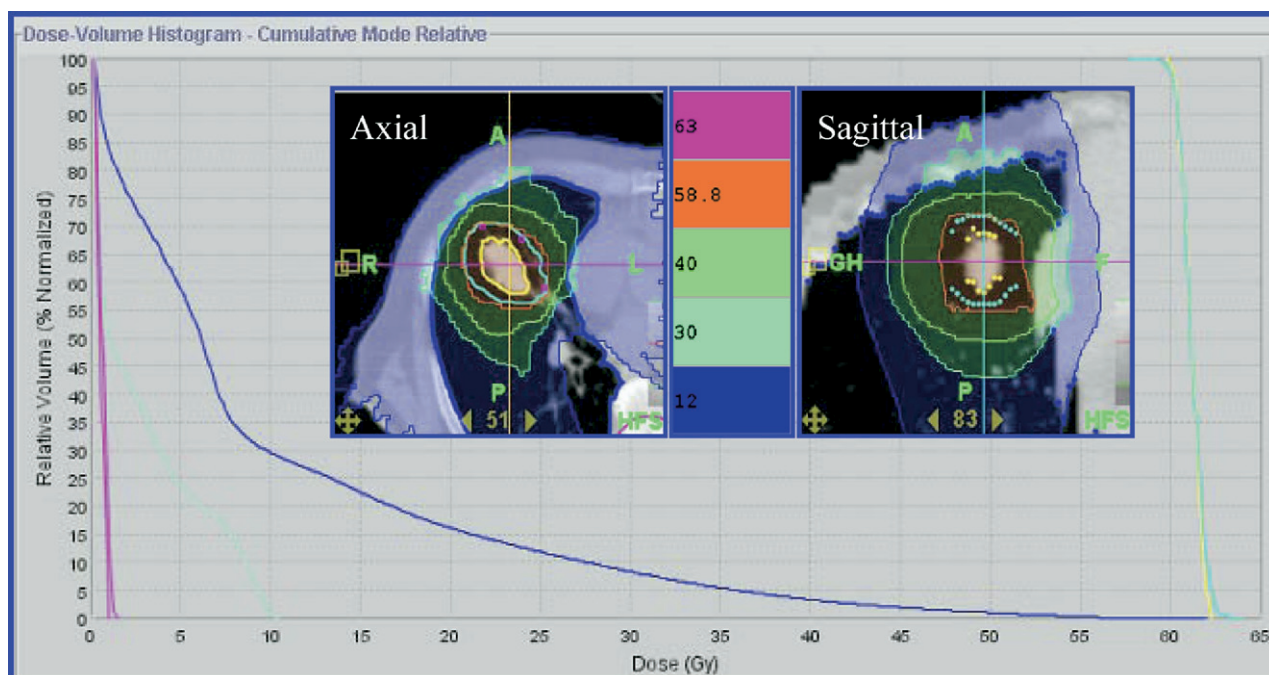 Dose-Volume Histogram - Cumulative Mode Relative
Relative Volume (% Normalized)
100
95
90
85
80
75
70
65
60
55
50
45
40
35
30
25
20
15
10
5
0
Axial
A
R
L
P
51
HFS
63
58.8
40
30
12
Sagittal
A
GH
F
P
83
HFS
0 5 10 15 20 25 30 35 40 45 50 55 60 65
Dose (Gy)